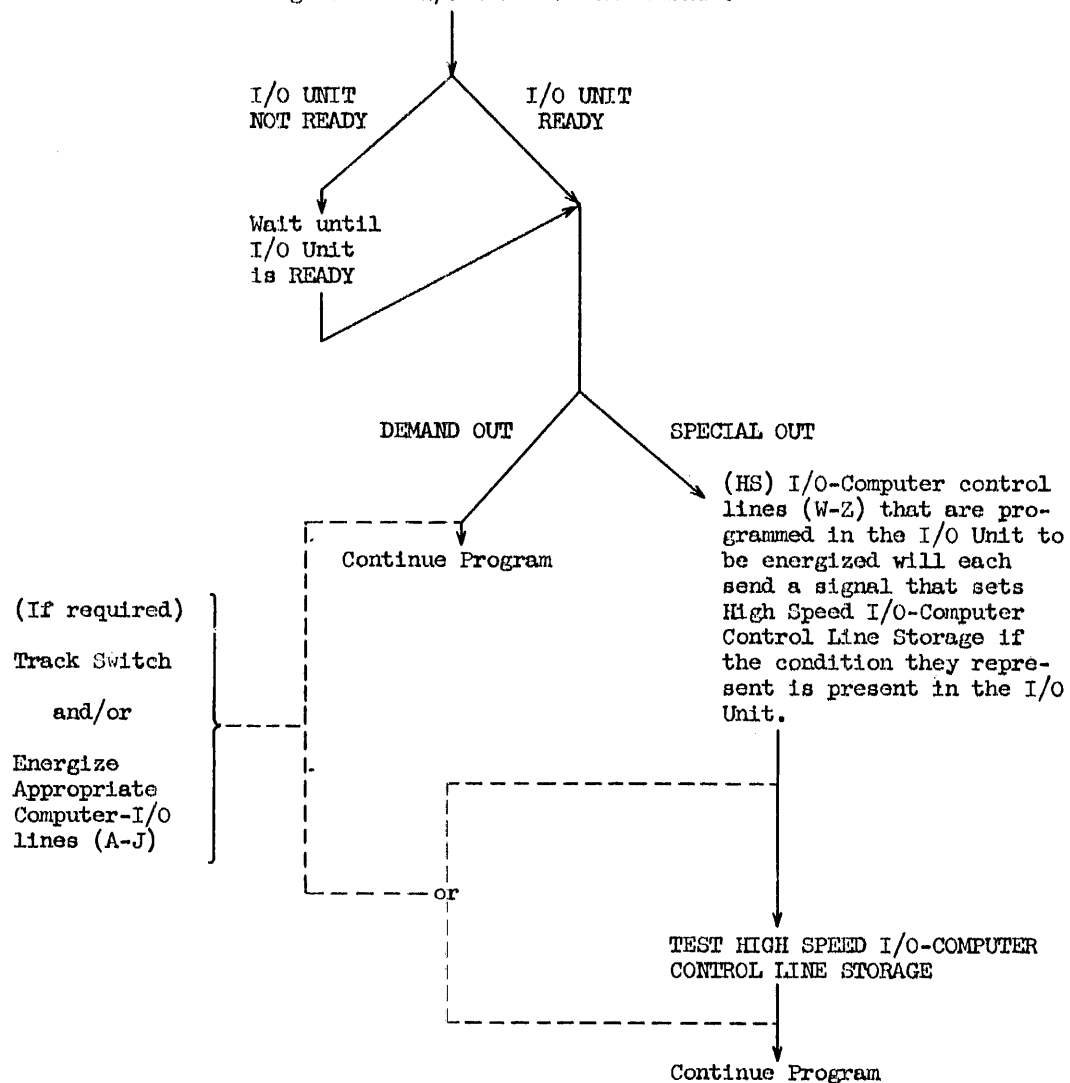 I/O UNIT
NOT READY
I/O UNIT
READY
Wait until
I/O Unit
is READY
DEMAND OUT
SPECIAL OUT
(HS) I/O-Computer control
lines (W-Z) that are pro-
grammed in the I/O Unit to
be energized will each
send a signal that sets
High Speed I/O-Computer
Control Line Storage if
the condition they repre-
sent is present in the I/O
Unit.
Continue Program
(If required)
Track Switch
and/or
Energize
Appropriate
Computer-I/O
lines (A-J)
or
TEST HIGH SPEED I/O-COMPUTER
CONTROL LINE STORAGE
Continue Program